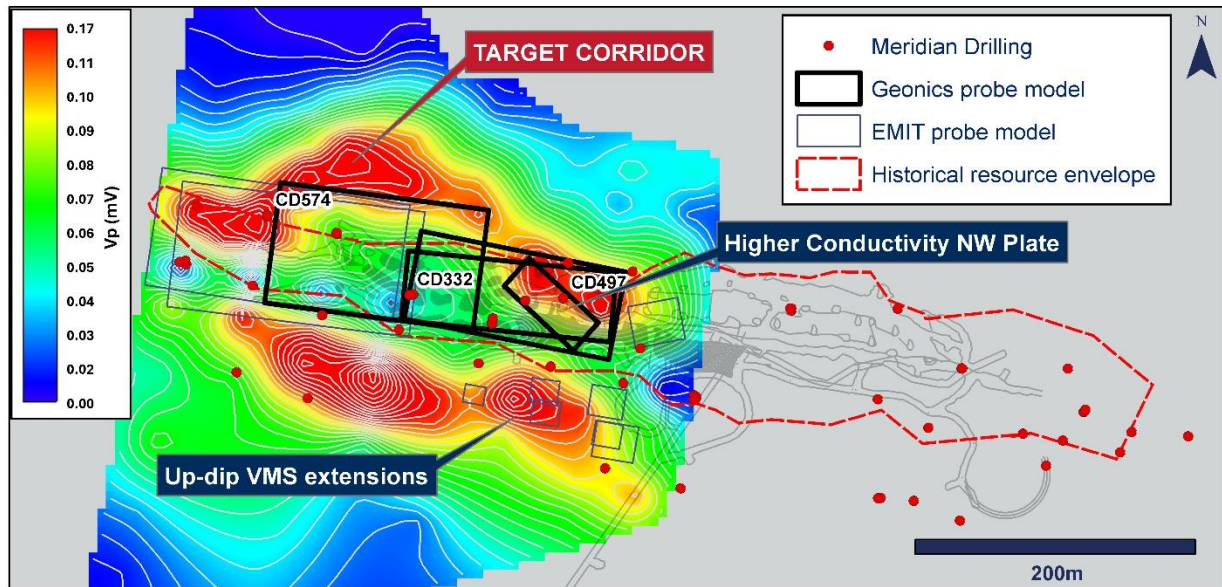 0.17
0.13
0.11
0.10
0.09
0.08
0.07
0.06
0.05
0.04
0.03
0.02
0.00
Vp (mV)
TARGET CORRIDOR
CD574
CD332
CD497
Higher Conductivity NW Plate
Up-dip VMS extensions
Meridian Drilling
Geonics probe model
EMIT probe model
Historical resource envelope
N
200m